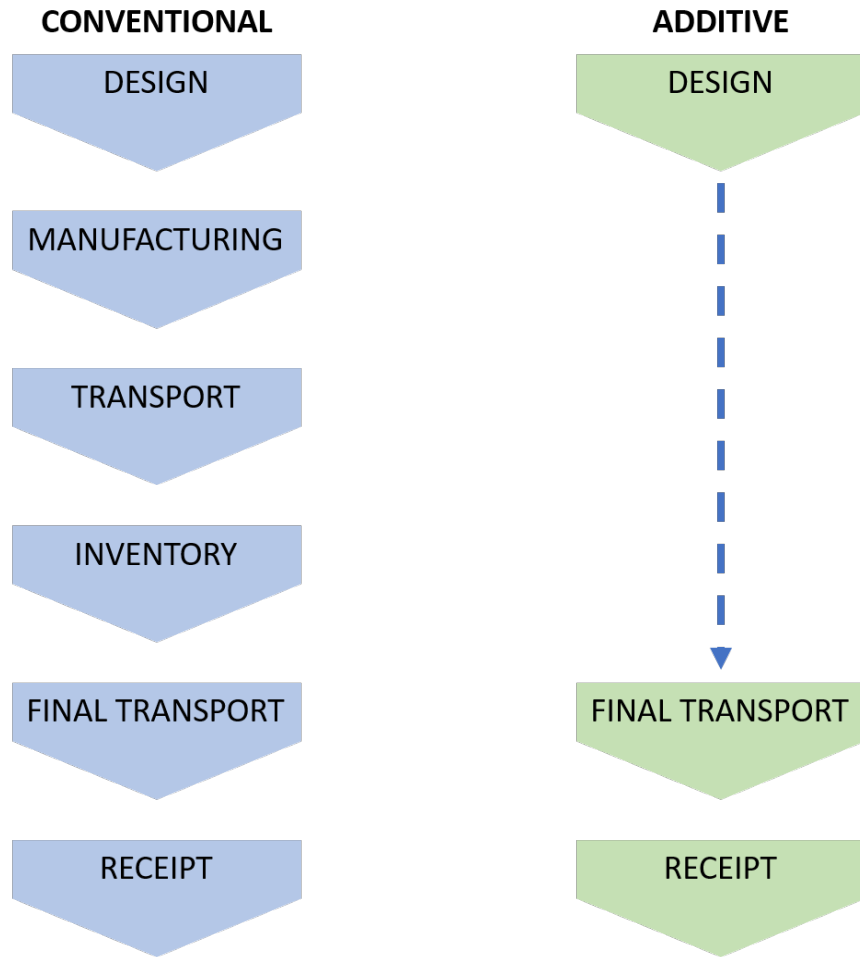 CONVENTIONAL
DESIGN
MANUFACTURING
TRANSPORT
INVENTORY
FINAL TRANSPORT
RECEIPT
ADDITIVE
DESIGN
FINAL TRANSPORT
RECEIPT